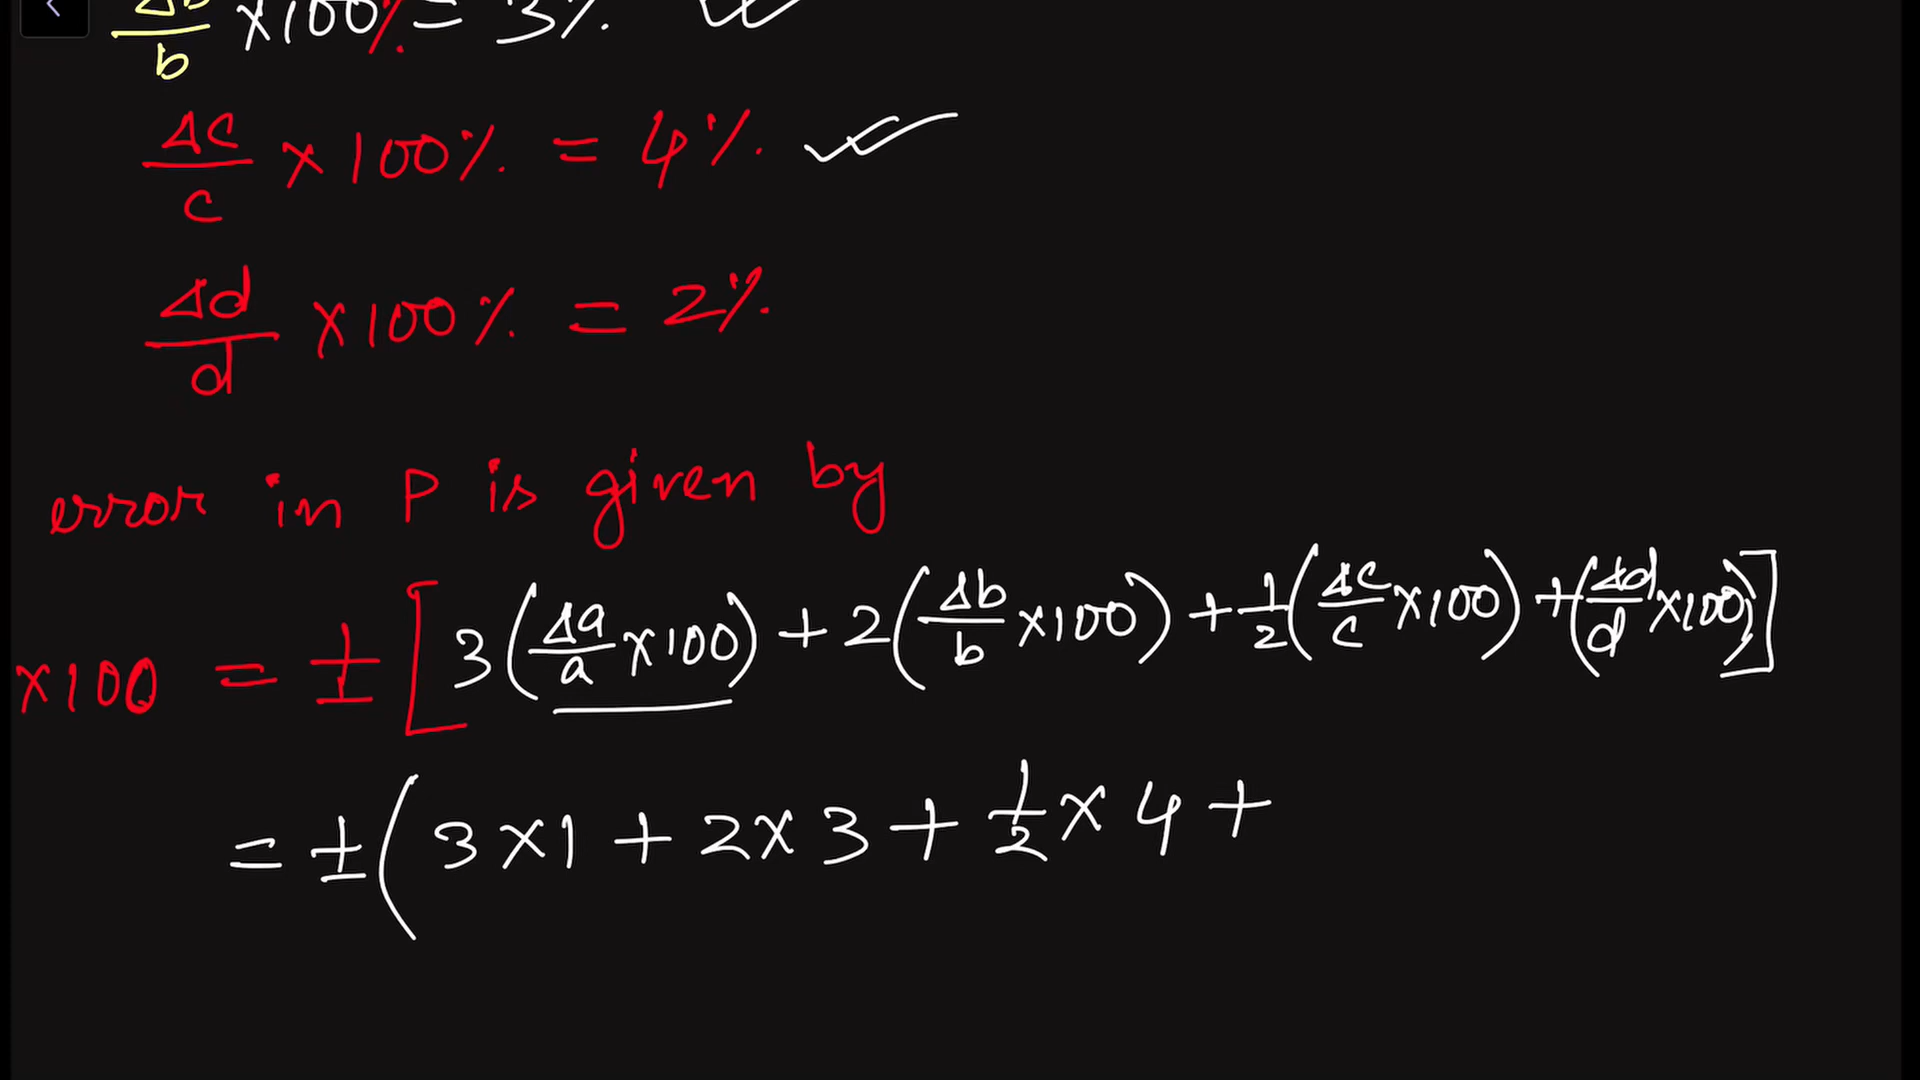 Δb/b ×100% = 3%.
Δc/c ×100% = 4%.
Δd/d ×100% = 2%.
error in P is given by
×100 = ± [3(Δa/a ×100) + 2(Δb/b ×100) + 1/2(Δc/c ×100) + (Δd/d ×100)]
= ± (3×1 + 2×3 + 1/2 × 4 +